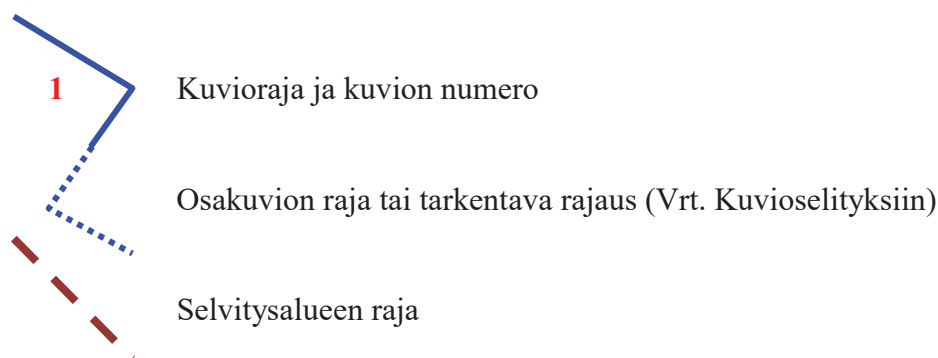 1 Kuvioraja ja kuvion numero
Osakuvion raja tai tarkentava rajaus (Vrt. Kuvioselityksiin)
Selvitysalueen raja